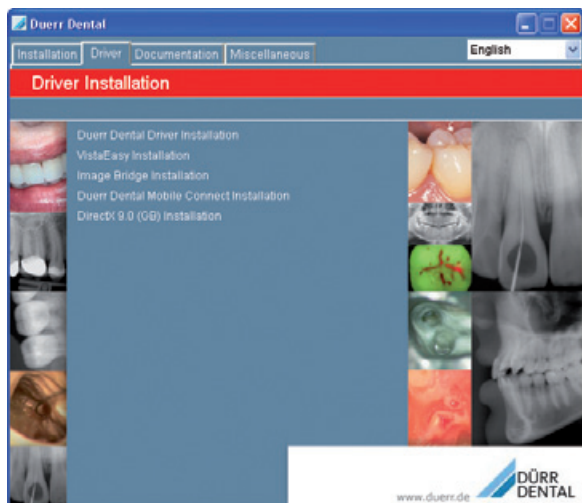 Duerr Dental
Installation Driver Documentation Miscellaneous English
Driver Installation
Duerr Dental Driver Installation
VistaEasy Installation
Image Bridge Installation
Duerr Dental Mobile Connect Installation
DirectX 9.0 (GB) Installation
www.duerr.de
DÜRR
DENTAL